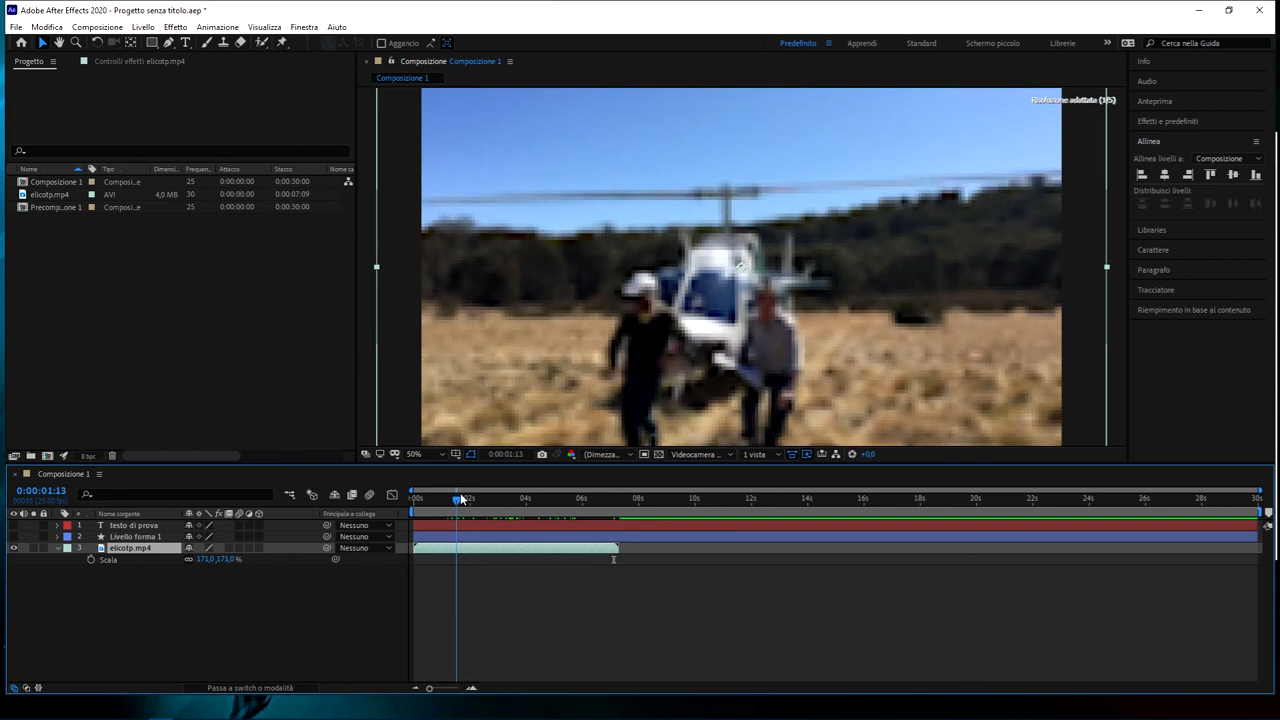 Adobe After Effects 2020 - Progetto senza titolo.aep *
File Modifica Composizione Livello Effetto Animazione Visualizza Finestra Aiuto
Aggancio Predefinito Apprendi Standard Schermo piccolo Librerie Cerca nella Guida
Progetto Controlli effetti elicotp.mp4 Composizione Composizione 1 Info
Composizione 1
Audio
Risoluzione adattata (1/5)
Anteprima
Effetti e predefiniti
Allinea
Allinea livelli a: Composizione
Distribuisci livelli:
Nome Tipo Dimensi... Frequen... Attacco Stacco Nome ca
Composizione 1 Composi...e 25 0:00:00:00 0:00:30:00
elicotp.mp4 AVI 4,0 MB 30 0:00:00:00 0:00:07:09
Precomp...one 1 Composi...e 25 0:00:00:00 0:00:30:00
Libraries
Carattere
Paragrafo
Tracciatore
Riempimento in base al contenuto
8 bpc 50% 0:00:01:13 (Dimezza... Videocamera ... 1 vista +0,0
Composizione 1
0:00:01:13
00038 (25.00 fps)
:00s 02s 04s 06s 08s 10s 12s 14s 16s 18s 20s 22s 24s 26s 28s 30s
# Nome sorgente Principale e collega
1 T testo di prova Nessuno
2 Livello forma 1 Nessuno
3 elicotp.mp4 Nessuno
Scala 171,0,171,0 %
Passa a switch o modalità